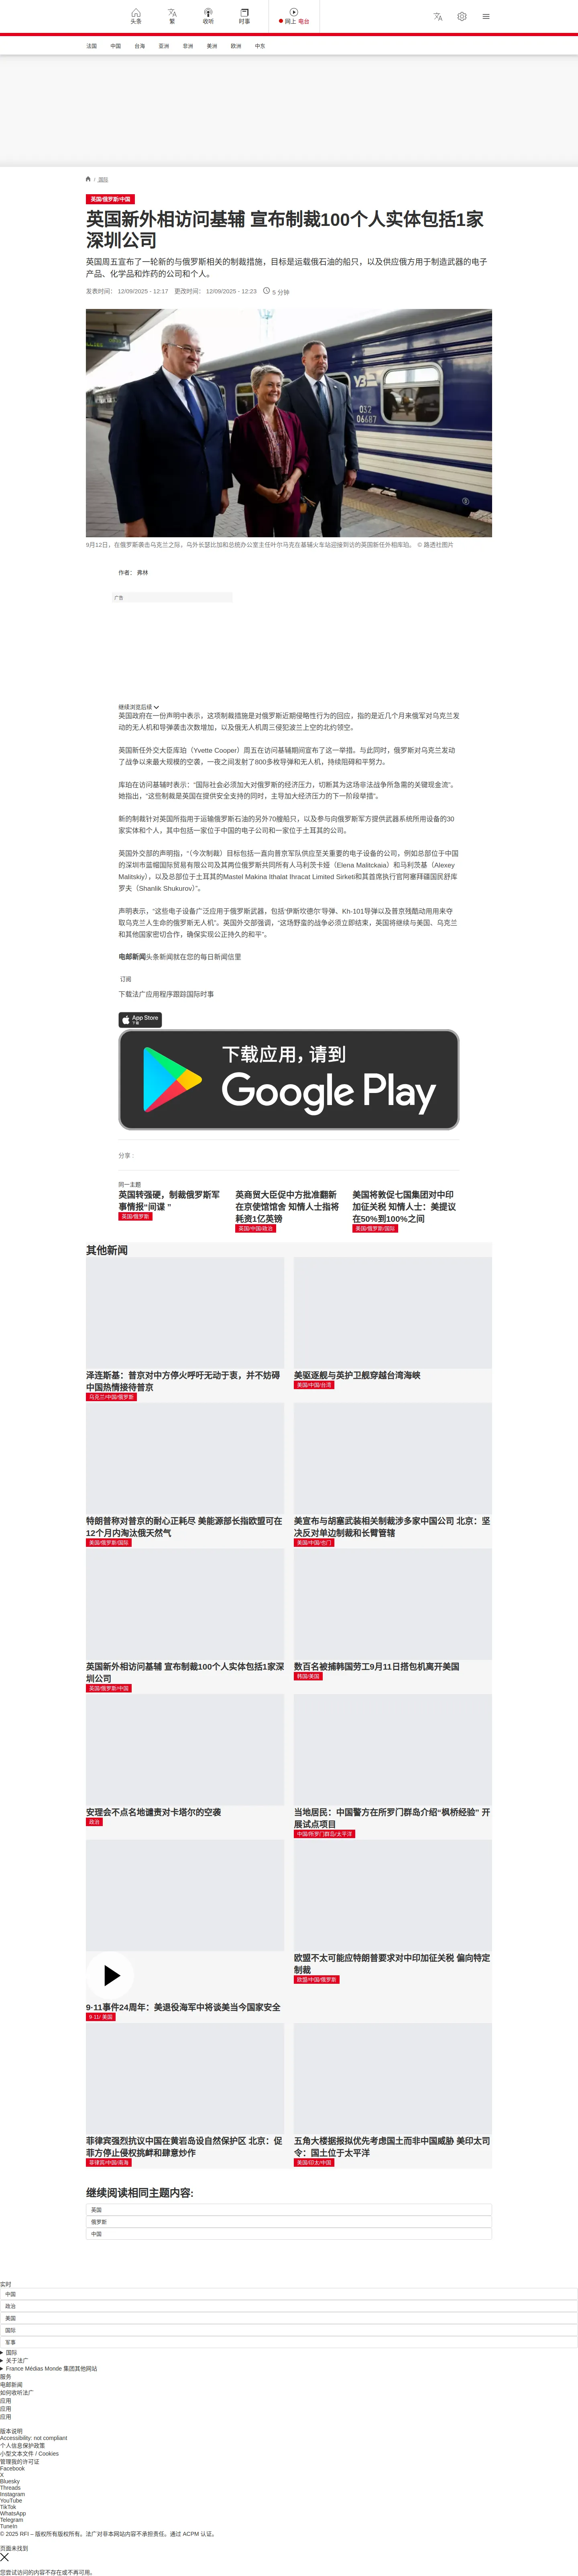 头条
繁
收听
时事
网上 电台
法国
中国
台海
亚洲
非洲
美洲
欧洲
中东
/ 国际
英国/俄罗斯/中国
英国新外相访问基辅 宣布制裁100个人实体包括1家
深圳公司
英国周五宣布了一轮新的与俄罗斯相关的制裁措施，目标是运载俄石油的船只，以及供应俄方用于制造武器的电子
产品、化学品和炸药的公司和个人。
发表时间： 12/09/2025 - 12:17 更改时间： 12/09/2025 - 12:23 5 分钟
9月12日，在俄罗斯袭击乌克兰之际，乌外长瑟比加和总统办公室主任叶尔马克在基辅火车站迎接到访的英国新任外相库珀。 © 路透社图片
作者： 弗林
广告
继续浏览后续
英国政府在一份声明中表示，这项制裁措施是对俄罗斯近期侵略性行为的回应，指的是近几个月来俄军对乌克兰发
动的无人机和导弹袭击次数增加，以及俄无人机周三侵犯波兰上空的北约领空。
英国新任外交大臣库珀（Yvette Cooper）周五在访问基辅期间宣布了这一举措。与此同时，俄罗斯对乌克兰发动
了战争以来最大规模的空袭，一夜之间发射了800多枚导弹和无人机，持续阻碍和平努力。
库珀在访问基辅时表示：“国际社会必须加大对俄罗斯的经济压力，切断其为这场非法战争所急需的关键现金流”。
她指出，“这些制裁是英国在提供安全支持的同时，主导加大经济压力的下一阶段举措”。
新的制裁针对英国所指用于运输俄罗斯石油的另外70艘船只，以及参与向俄罗斯军方提供武器系统所用设备的30
家实体和个人，其中包括一家位于中国的电子公司和一家位于土耳其的公司。
英国外交部的声明指，“（今次制裁）目标包括一直向普京军队供应至关重要的电子设备的公司，例如总部位于中国
的深圳市蓝帽国际贸易有限公司及其两位俄罗斯共同所有人马利茨卡娅（Elena Malitckaia）和马利茨基（Alexey
Malitskiy），以及总部位于土耳其的Mastel Makina Ithalat Ihracat Limited Sirketi和其首席执行官阿塞拜疆国民舒库
罗夫（Shanlik Shukurov）”。
声明表示，“这些电子设备广泛应用于俄罗斯武器，包括‘伊斯坎德尔’导弹、Kh-101导弹以及普京残酷动用用来夺
取乌克兰人生命的俄罗斯无人机”。英国外交部强调，“这场野蛮的战争必须立即结束，英国将继续与美国、乌克兰
和其他国家密切合作，确保实现公正持久的和平”。
电邮新闻头条新闻就在您的每日新闻信里
订阅
下载法广应用程序跟踪国际时事
App Store
下载
下载应用，请到
Google Play
分享 :
同一主题
英国转强硬，制裁俄罗斯军
事情报“间谍 ”
英国/俄罗斯
英商贸大臣促中方批准翻新
在京使馆馆舍 知情人士指将
耗资1亿英镑
英国/中国/政治
美国将敦促七国集团对中印
加征关税 知情人士：美提议
在50%到100%之间
美国/俄罗斯/国际
其他新闻
泽连斯基：普京对中方停火呼吁无动于衷，并不妨碍
中国热情接待普京
乌克兰/中国/俄罗斯
美驱逐舰与英护卫舰穿越台湾海峡
美国/中国/台湾
特朗普称对普京的耐心正耗尽 美能源部长指欧盟可在
12个月内淘汰俄天然气
美国/俄罗斯/国际
美宣布与胡塞武装相关制裁涉多家中国公司 北京：坚
决反对单边制裁和长臂管辖
美国/中国/也门
英国新外相访问基辅 宣布制裁100个人实体包括1家深
圳公司
英国/俄罗斯/中国
数百名被捕韩国劳工9月11日搭包机离开美国
韩国/美国
安理会不点名地谴责对卡塔尔的空袭
政治
当地居民：中国警方在所罗门群岛介绍“枫桥经验” 开
展试点项目
中国/所罗门群岛/太平洋
9·11事件24周年：美退役海军中将谈美当今国家安全
9·11/ 美国
欧盟不太可能应特朗普要求对中印加征关税 偏向特定
制裁
欧盟/中国/俄罗斯
菲律宾强烈抗议中国在黄岩岛设自然保护区 北京：促
菲方停止侵权挑衅和肆意炒作
菲律宾/中国/南海
五角大楼据报拟优先考虑国土而非中国威胁 美印太司
令：国土位于太平洋
美国/印太/中国
继续阅读相同主题内容:
英国
俄罗斯
中国
实时
中国
政治
美国
国际
军事
国际
关于法广
France Médias Monde 集团其他网站
服务
电邮新闻
如何收听法广
应用
应用
应用
版本说明
Accessibility: not compliant
个人信息保护政策
小型文本文件 / Cookies
管理我的许可证
Facebook
X
Bluesky
Threads
Instagram
YouTube
TikTok
WhatsApp
Telegram
TuneIn
© 2025 RFI – 版权所有版权所有。法广对非本网站内容不承担责任。通过 ACPM 认证。
页面未找到
您尝试访问的内容不存在或不再可用。